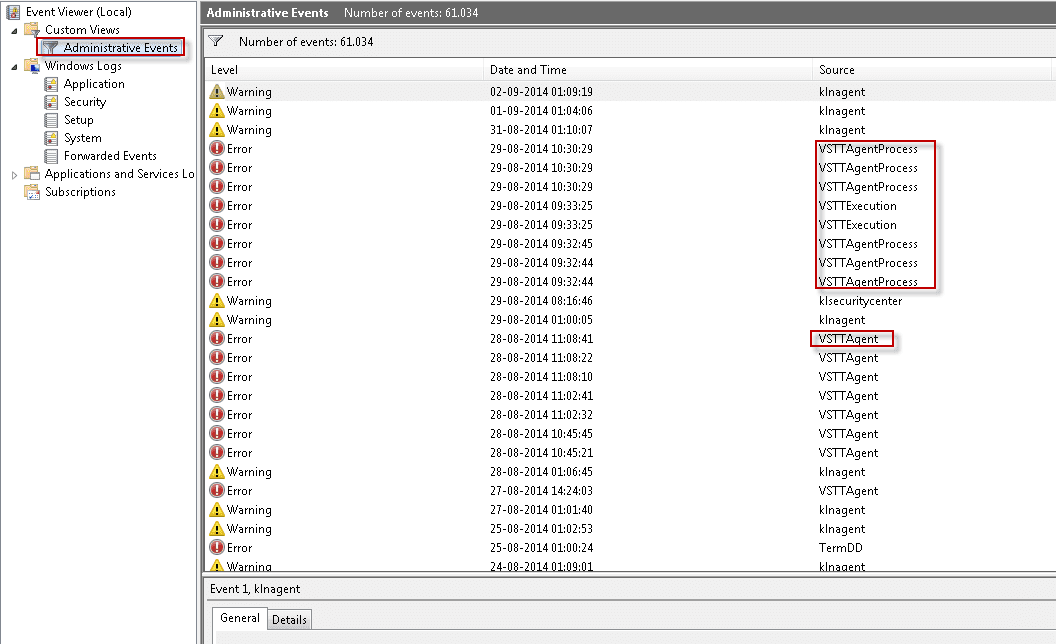 Event Viewer (Local)
Custom Views
Administrative Events
Windows Logs
Application
Security
Setup
System
Forwarded Events
Applications and Services Lo
Subscriptions
Administrative Events Number of events: 61.034
Number of events: 61.034
Level Date and Time Source
Warning 02-09-2014 01:09:19 klnagent
Warning 01-09-2014 01:04:06 klnagent
Warning 31-08-2014 01:10:07 klnagent
Error 29-08-2014 10:30:29 VSTTAgentProcess
Error 29-08-2014 10:30:29 VSTTAgentProcess
Error 29-08-2014 10:30:29 VSTTAgentProcess
Error 29-08-2014 09:33:25 VSTTExecution
Error 29-08-2014 09:33:25 VSTTExecution
Error 29-08-2014 09:32:45 VSTTAgentProcess
Error 29-08-2014 09:32:44 VSTTAgentProcess
Error 29-08-2014 09:32:44 VSTTAgentProcess
Warning 29-08-2014 08:16:46 klsecuritycenter
Warning 29-08-2014 01:00:05 klnagent
Error 28-08-2014 11:08:41 VSTTAgent
Error 28-08-2014 11:08:22 VSTTAgent
Error 28-08-2014 11:08:10 VSTTAgent
Error 28-08-2014 11:02:41 VSTTAgent
Error 28-08-2014 11:02:32 VSTTAgent
Error 28-08-2014 10:45:45 VSTTAgent
Error 28-08-2014 10:45:21 VSTTAgent
Warning 28-08-2014 01:06:45 klnagent
Error 27-08-2014 14:24:03 VSTTAgent
Warning 27-08-2014 01:01:40 klnagent
Warning 25-08-2014 01:02:53 klnagent
Error 25-08-2014 01:00:24 TermDD
Warning 24-08-2014 01:09:01 klnagent
Event 1, klnagent
General Details